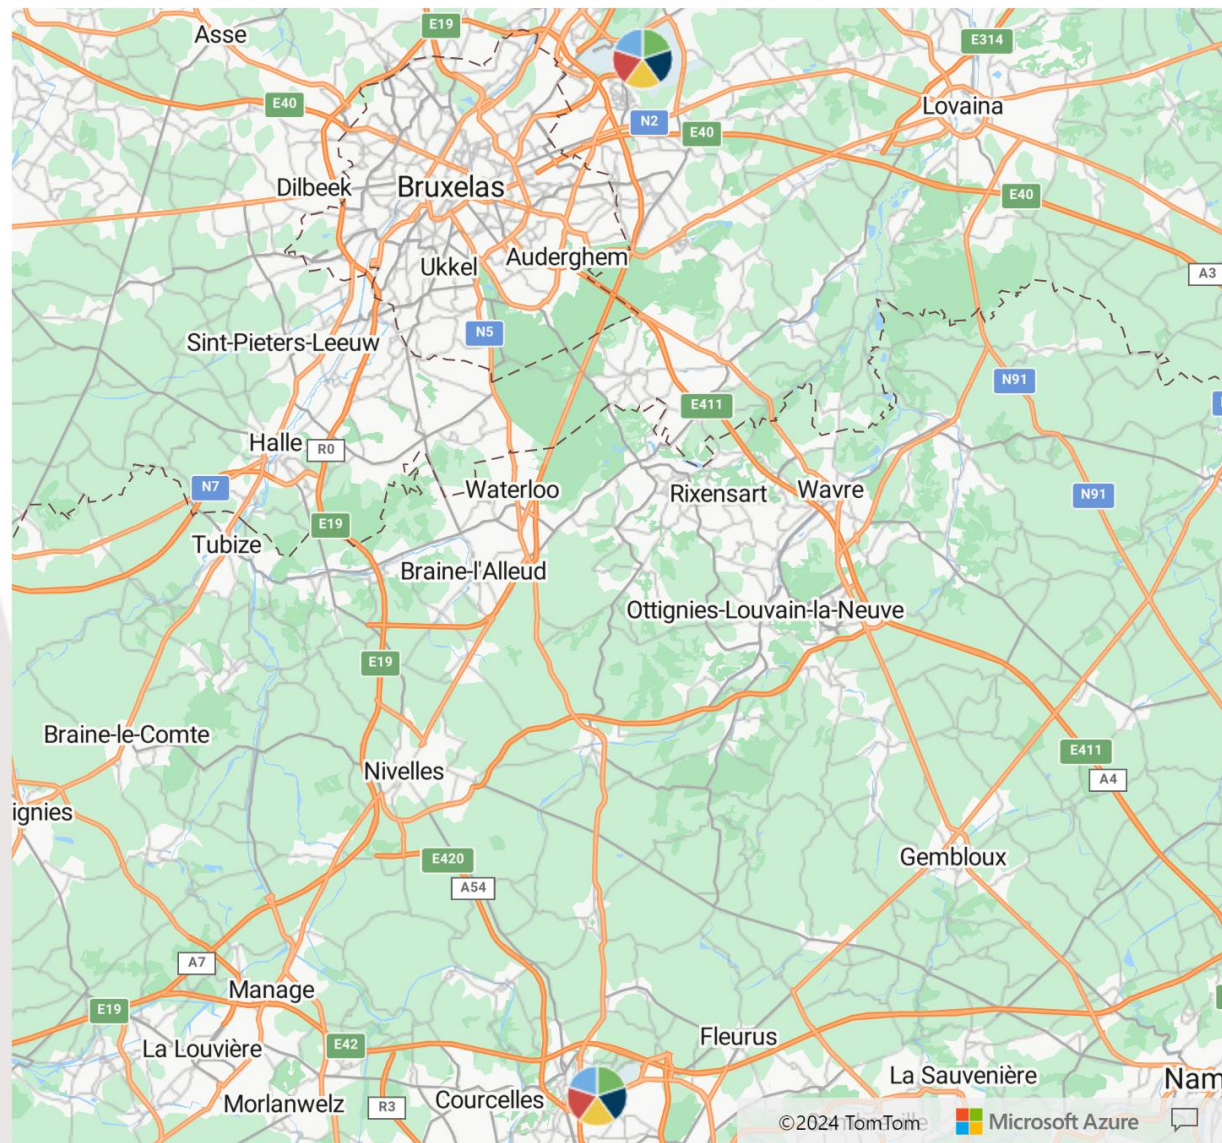 E19
Asse
E314
E40
Lovaina
N2
E40
Dilbeek
Bruxelas
E40
Ukkel
Auderghem
A3
N5
Sint-Pieters-Leeuw
N91
E411
Halle
R0
N7
Waterloo
Rixensart
Wavre
N91
E19
Tubize
Braine-l'Alleud
Ottignies-Louvain-la-Neuve
E19
Braine-le-Comte
E411
Nivelles
A4
ignies
E420
Gembloux
A54
A7
Manage
E19
Fleurus
La Louvière
E42
La Sauvenière
Nam
Morlanwelz
R3
Courcelles
©2024 TomTom
Microsoft Azure